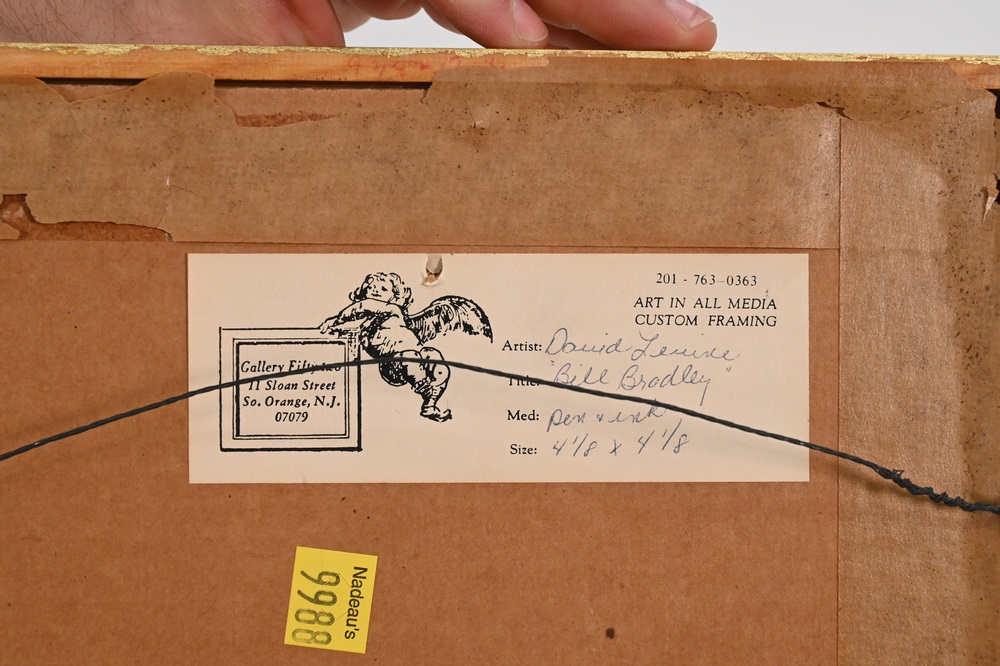 201-763-0363
ART IN ALL MEDIA
CUSTOM FRAMING
Gallery Fifty two
11 Sloan Street
So. Orange, N.J.
07079
Artist: David Levine
Title: "Bill Bradley"
Med: pen & ink
Size: 4 1/8 x 4 1/8
Nadeau's
9988